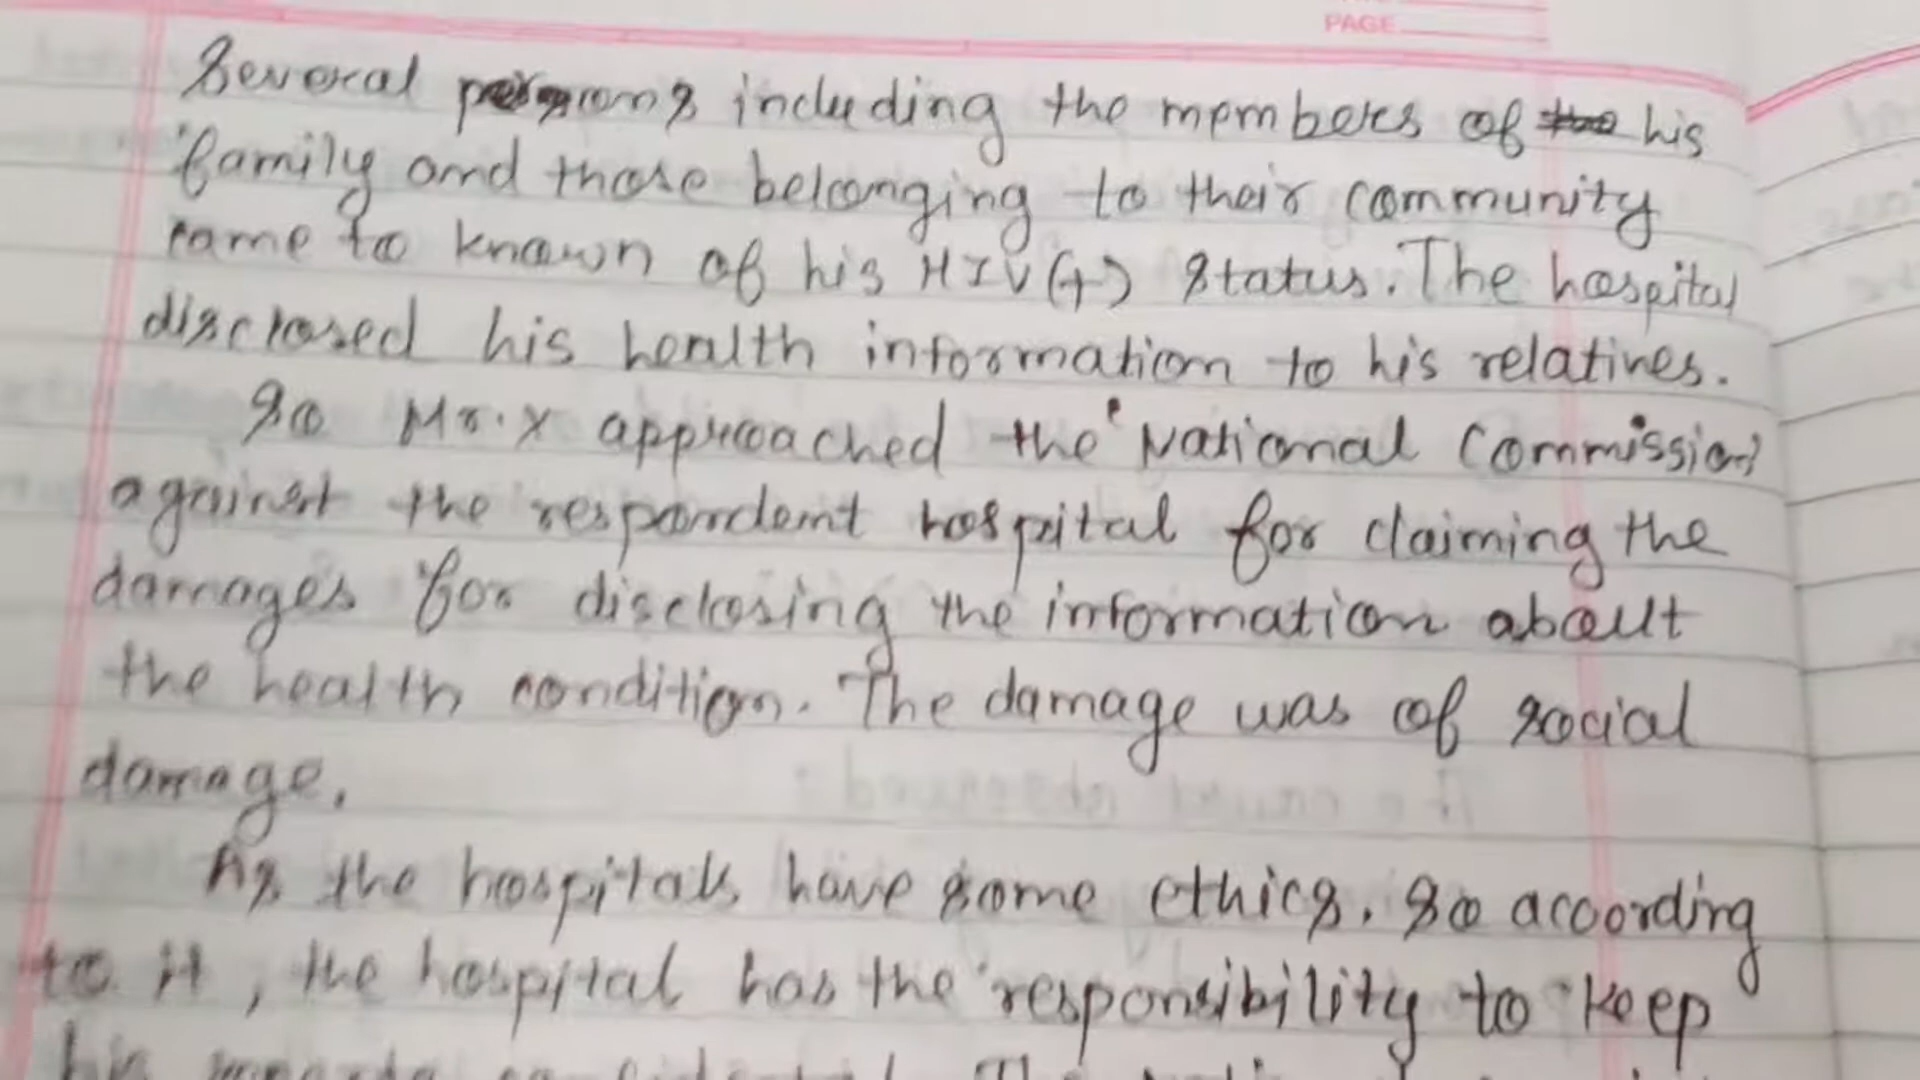 PAGE
Several persons including the members of his
family and those belonging to their community
came to known of his HIV(+) status. The hospital
disclosed his health information to his relatives.
So Mr. X approached the National Commission
against the respondent hospital for claiming the
damages for disclosing the information about
the health condition. The damage was of social
damage.
As the hospitals have some ethics. So according
to it, the hospital has the responsibility to keep